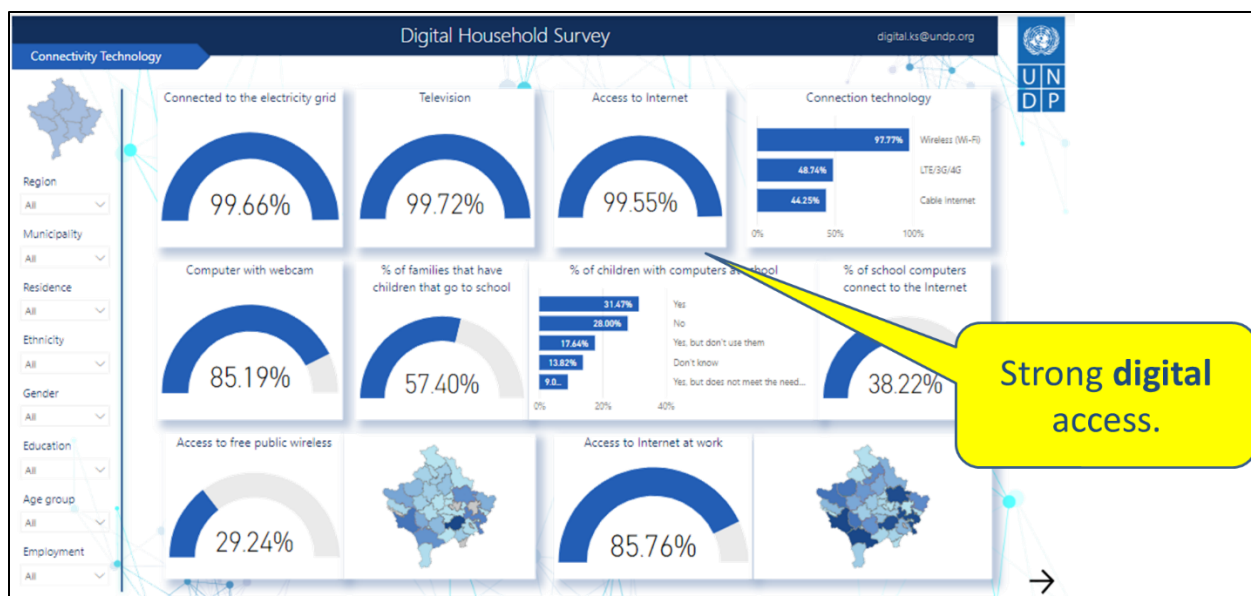 Digital Household Survey
digital.ks@undp.org
Connectivity Technology
U N
D P
Region
All
Municipality
All
Residence
All
Ethnicity
All
Gender
All
Education
All
Age group
All
Employment
All
Connected to the electricity grid
99.66%
Television
99.72%
Access to Internet
99.55%
Connection technology
97.77% Wireless (Wi-Fi)
48.74% LTE/3G/4G
44.25% Cable Internet
0% 50% 100%
Computer with webcam
85.19%
% of families that have
children that go to school
57.40%
% of children with computers at school
31.47% Yes
28.00% No
17.64% Yes, but don't use them
13.82% Don't know
9.0... Yes, but does not meet the need...
0% 20% 40%
% of school computers
connect to the Internet
38.22%
Strong digital
access.
Access to free public wireless
29.24%
Access to Internet at work
85.76%